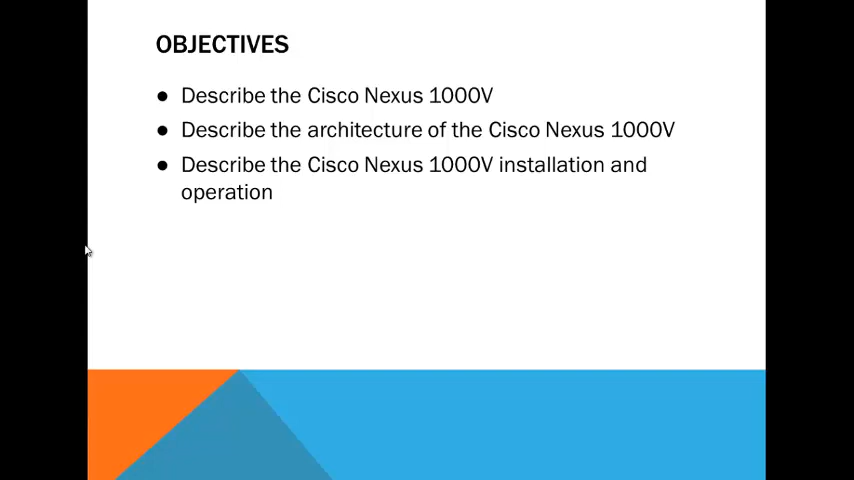 OBJECTIVES
● Describe the Cisco Nexus 1000V
● Describe the architecture of the Cisco Nexus 1000V
● Describe the Cisco Nexus 1000V installation and
operation